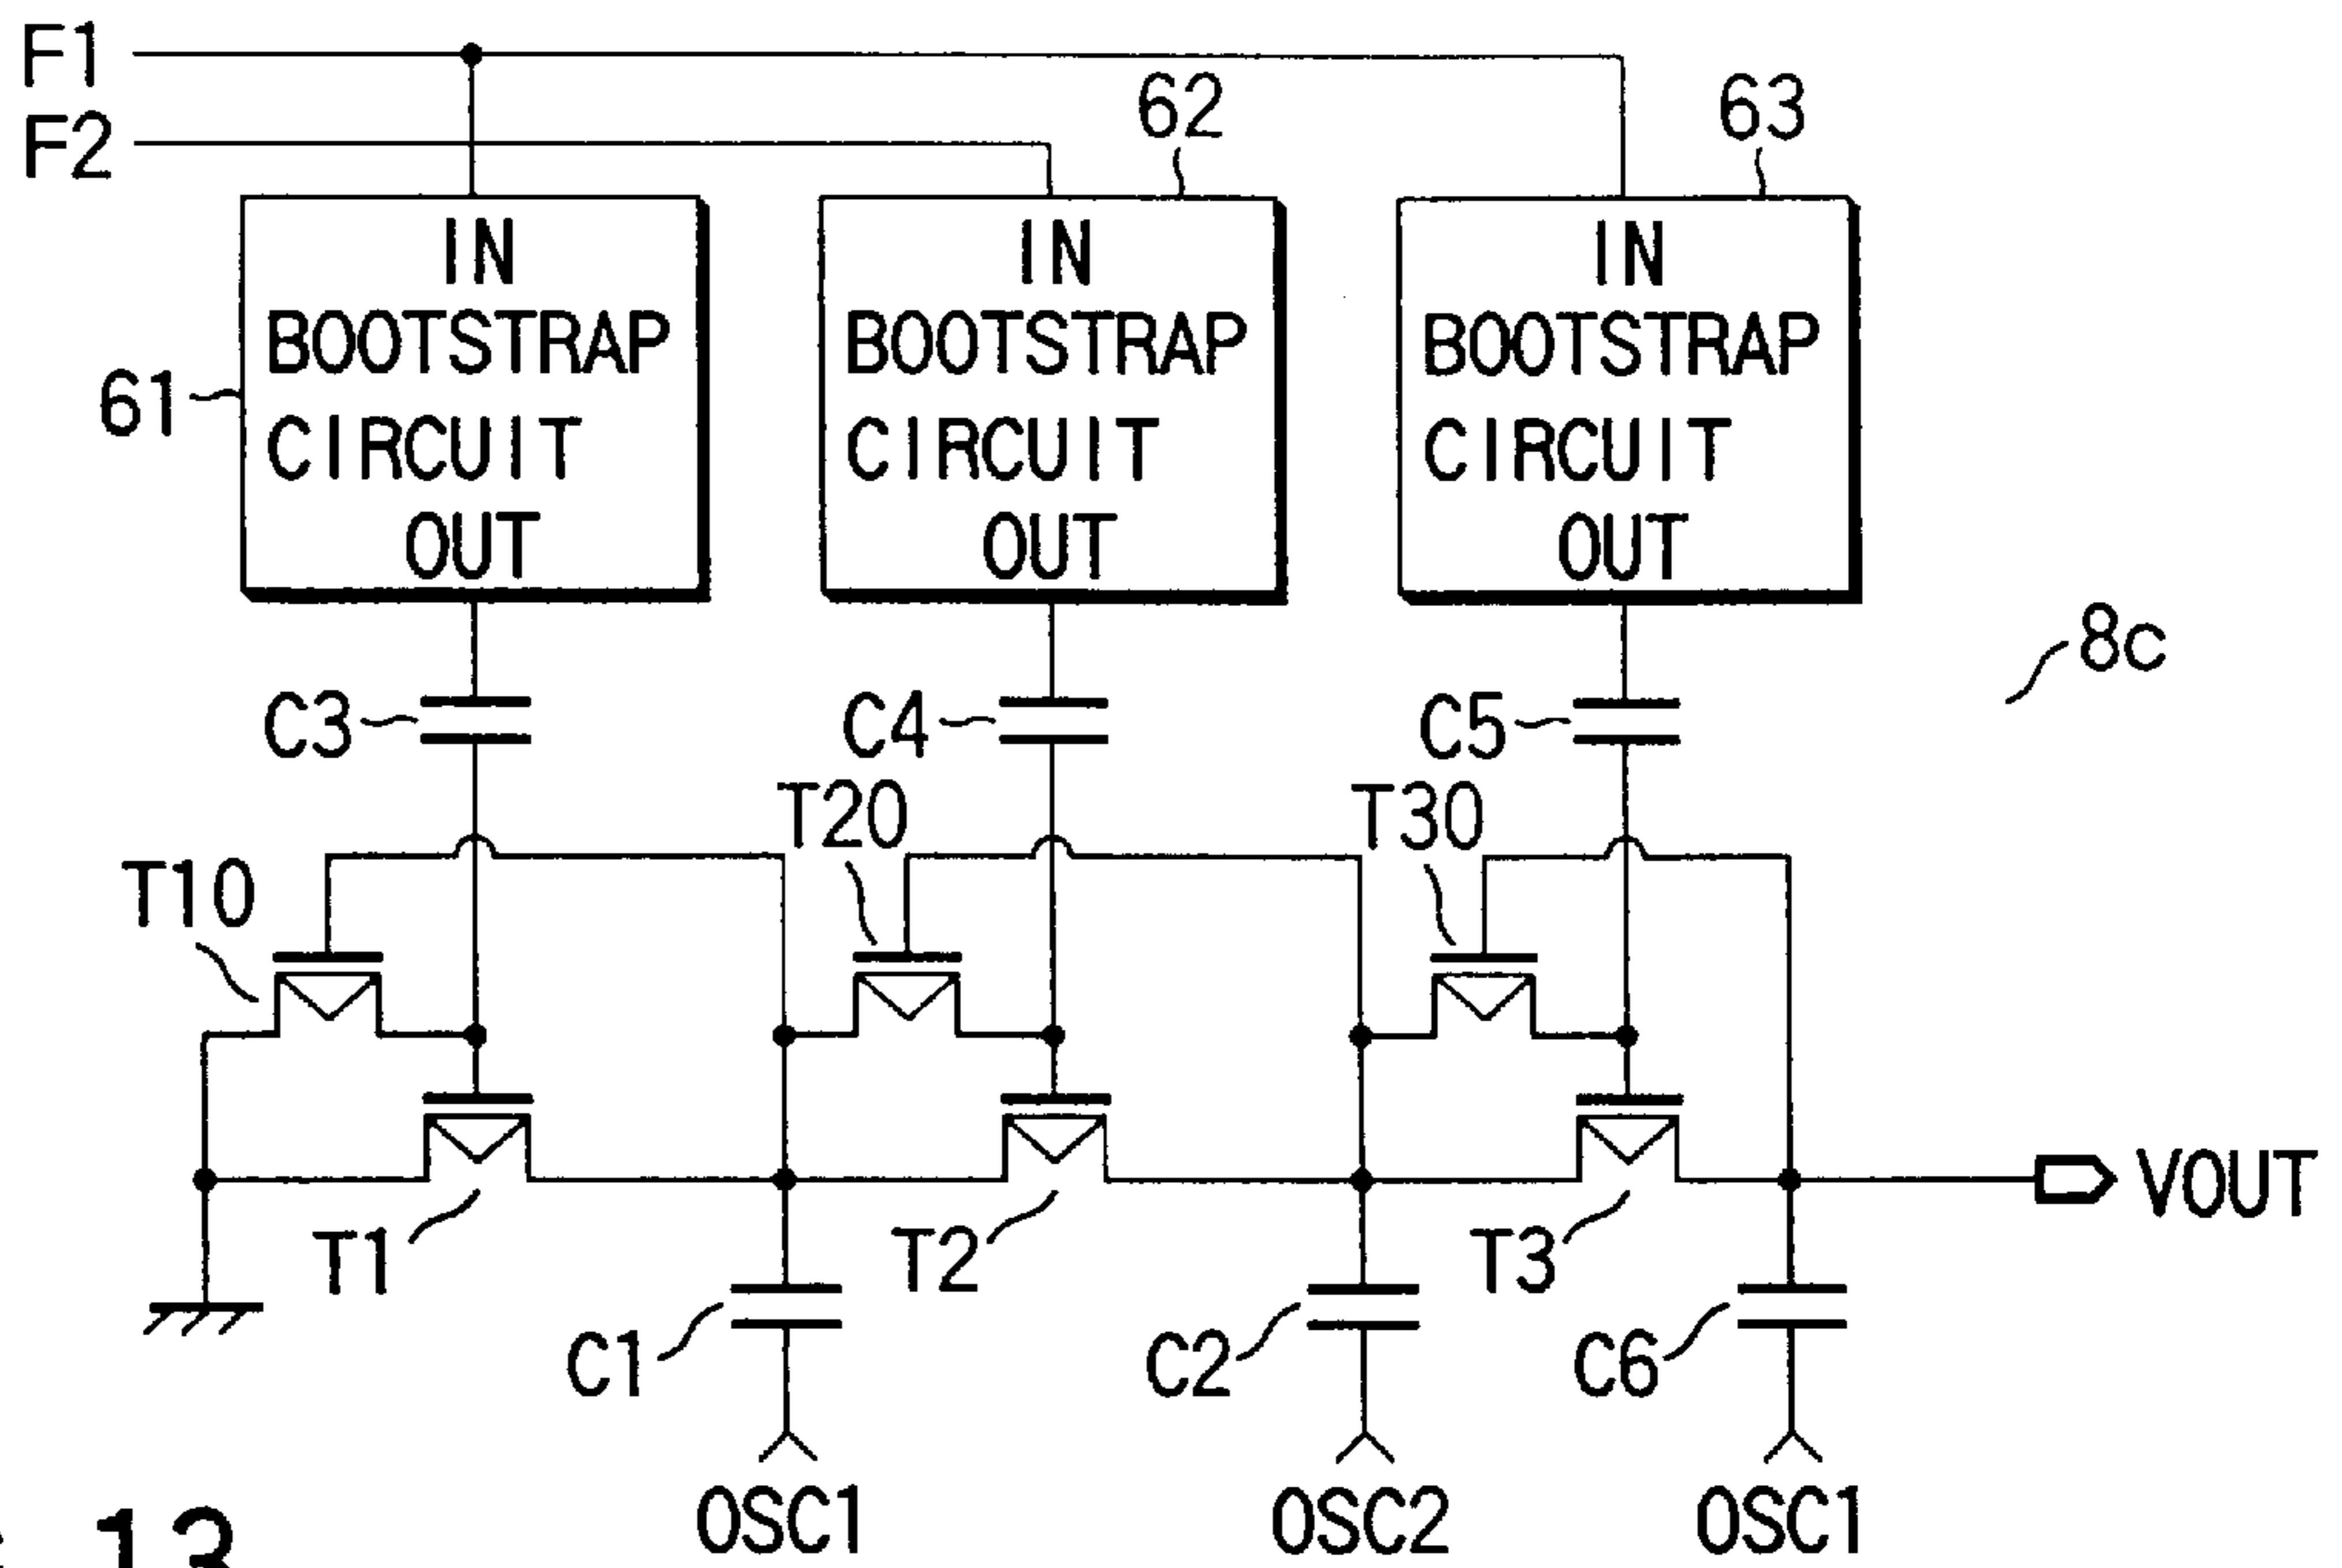 F1
F2
62
63
IN
BOOTSTRAP
CIRCUIT
OUT
IN
BOOTSTRAP
CIRCUIT
OUT
IN
BOOTSTRAP
CIRCUIT
OUT
61
8c
C3
C4
C5
T10
T20
T30
T1
T2
T3
VOUT
C1
C2
C6
OSC1
OSC2
OSC1
13